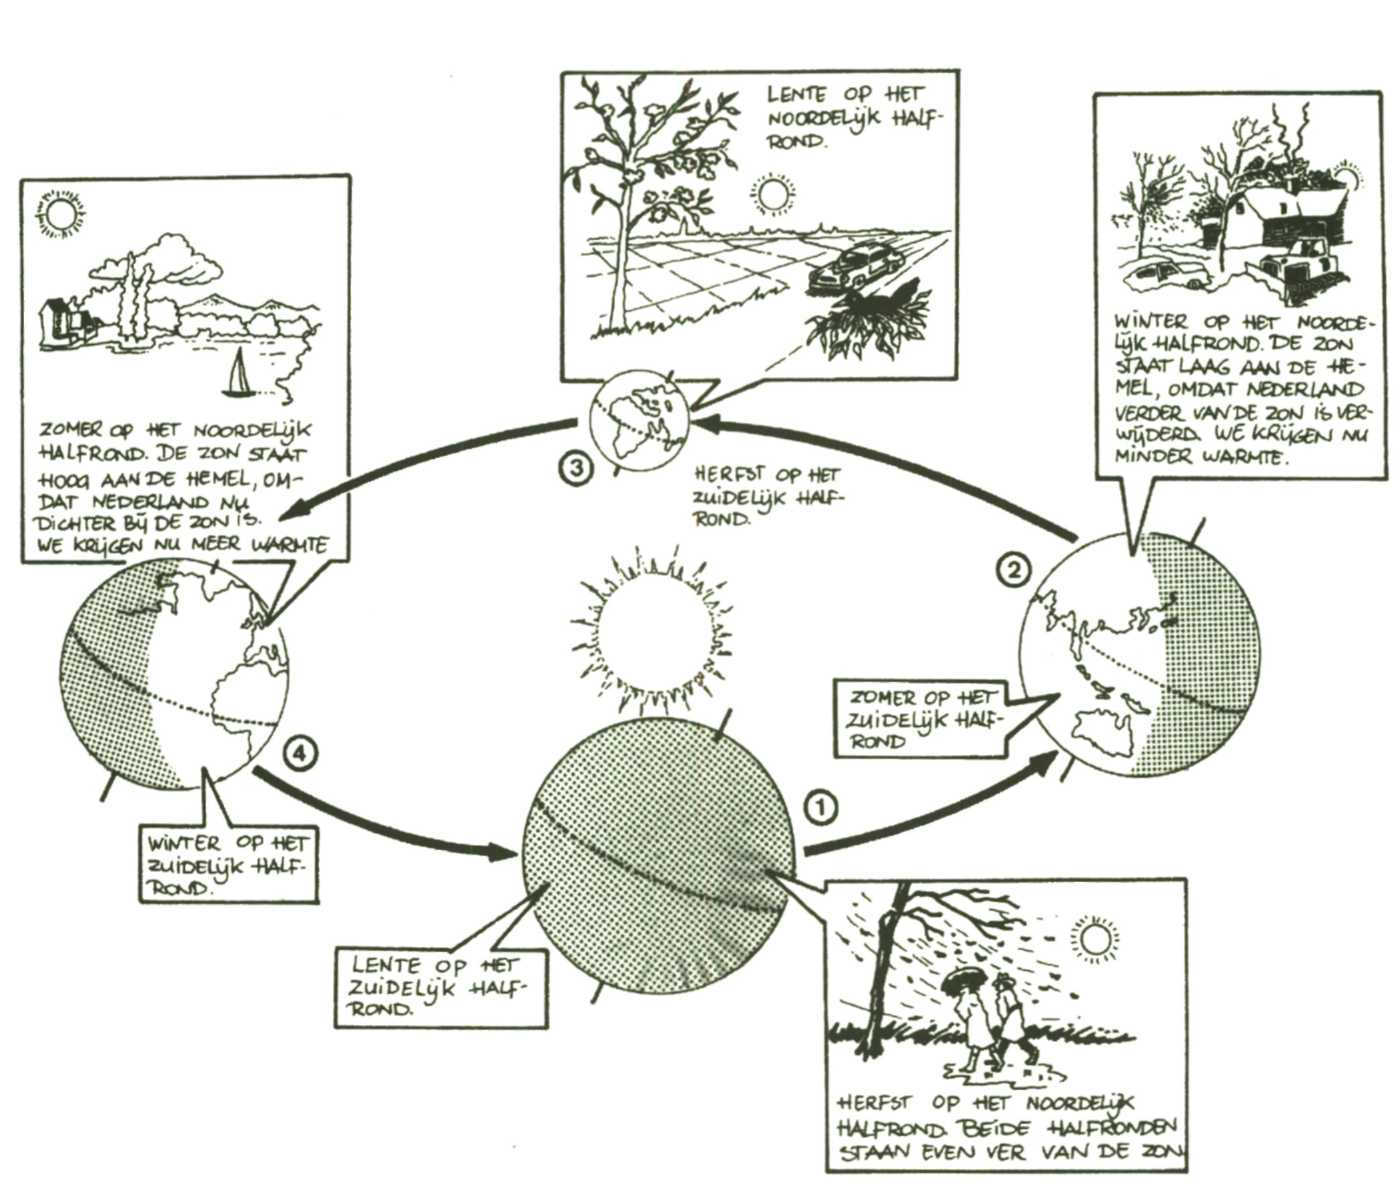 LENTE OP HET
NOORDELIJK HALF-
ROND.
ZOMER OP HET NOORDELIJK
HALFROND. DE ZON STAAT
HOOG AAN DE HEMEL, OM-
DAT NEDERLAND NU
DICHTER BIJ DE ZON IS.
WE KRIJGEN NU MEER WARMTE
WINTER OP HET NOORDE-
LIJK HALFROND. DE ZON
STAAT LAAG AAN DE HE-
MEL, OMDAT NEDERLAND
VERDER VAN DE ZON IS VER-
WIJDERD. WE KRIJGEN NU
MINDER WARMTE.
3
HERFST OP HET
ZUIDELIJK HALF-
ROND.
2
ZOMER OP HET
ZUIDELIJK HALF-
ROND
4
1
WINTER OP HET
ZUIDELIJK HALF-
ROND.
LENTE OP HET
ZUIDELIJK HALF-
ROND.
HERFST OP HET NOORDELIJK
HALFROND. BEIDE HALFRONDEN
STAAN EVEN VER VAN DE ZON